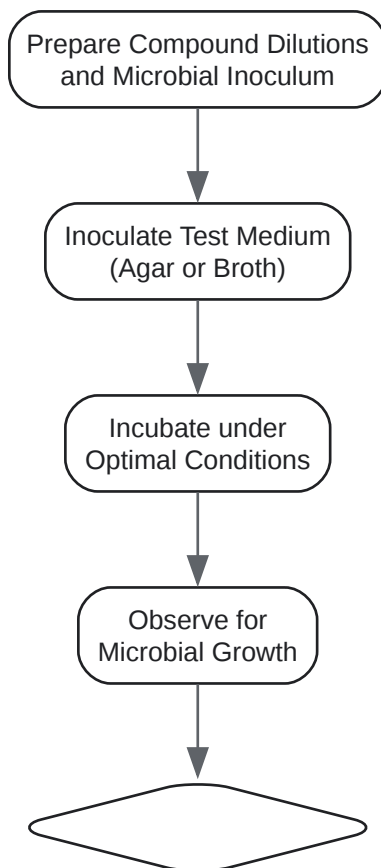 Prepare Compound Dilutions
and Microbial Inoculum
Inoculate Test Medium
(Agar or Broth)
Incubate under
Optimal Conditions
Observe for
Microbial Growth